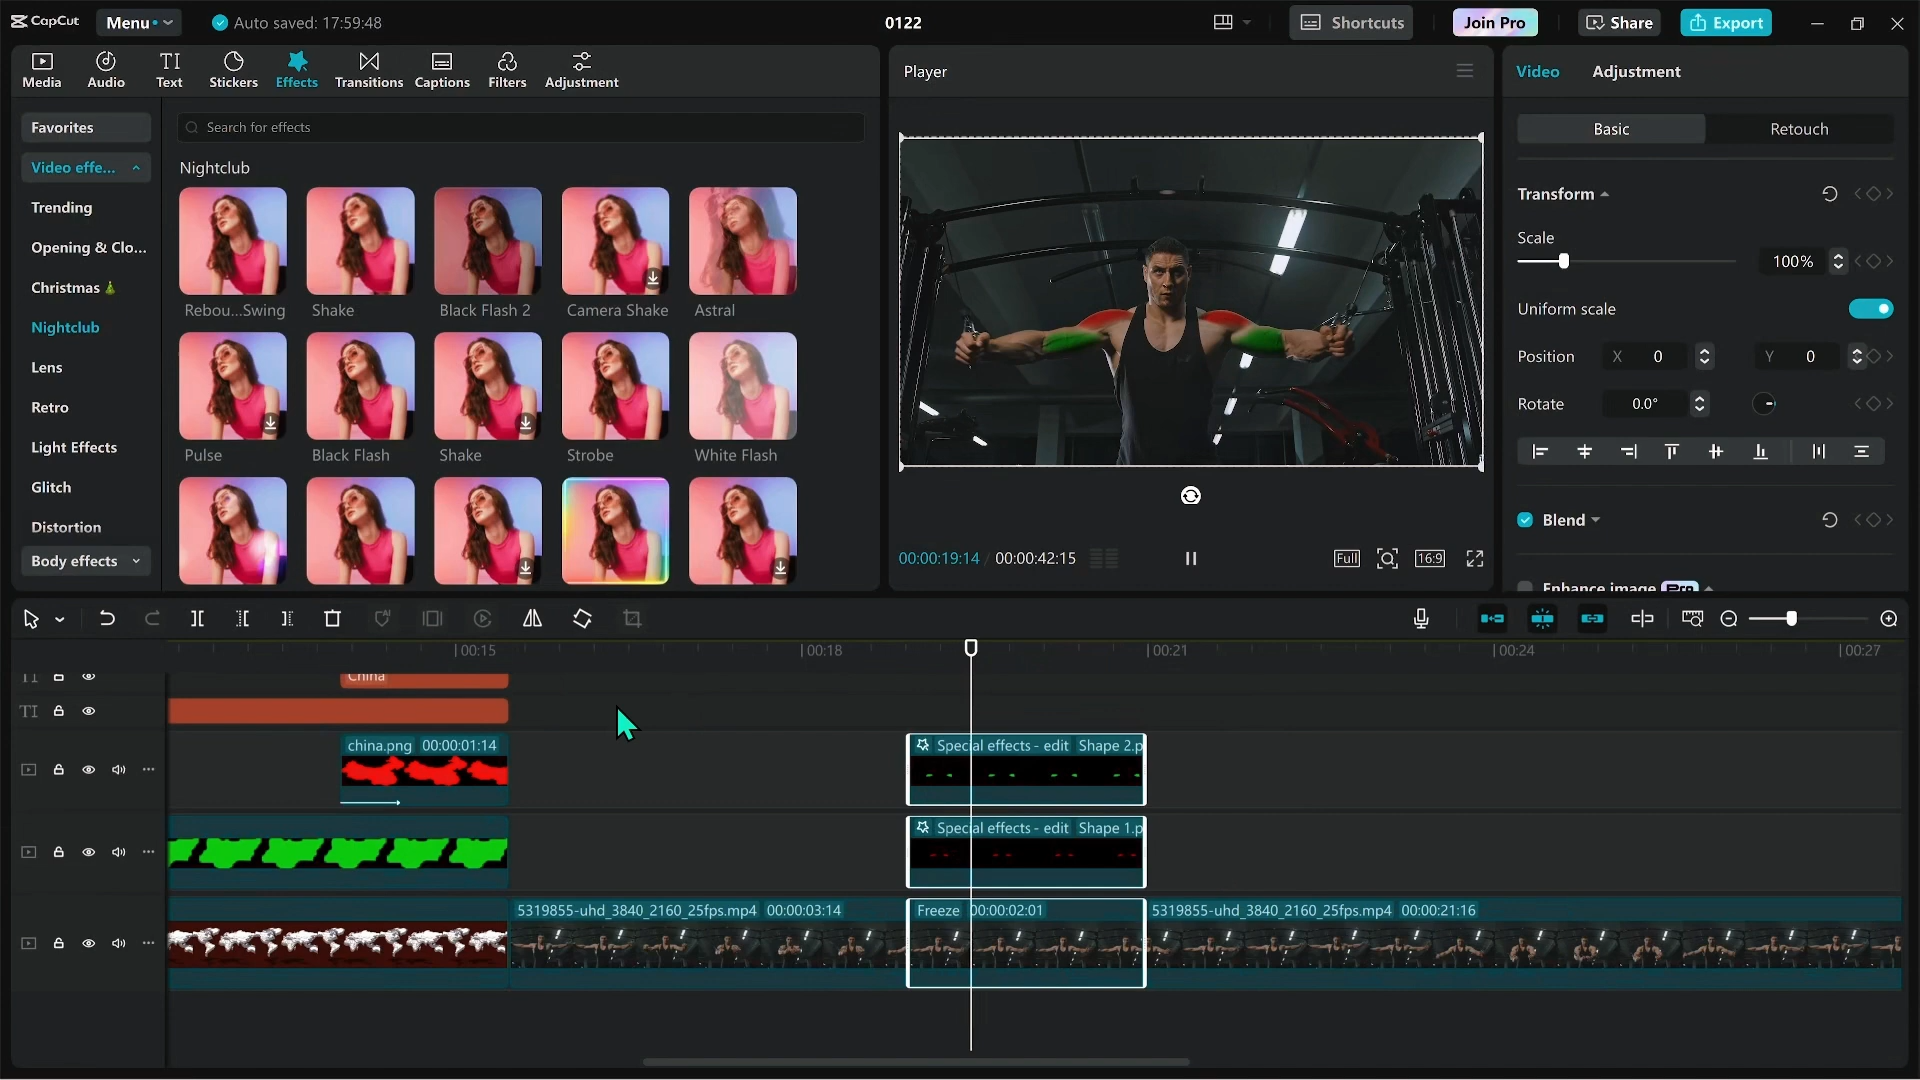 CapCut
Menu
Auto saved: 17:59:48
0122
Shortcuts
Join Pro
Share
Export
Media
Audio
Text
Stickers
Effects
Transitions
Captions
Filters
Adjustment
Favorites
Video effe...
Trending
Opening & Clo...
Christmas
Nightclub
Lens
Retro
Light Effects
Glitch
Distortion
Body effects
Search for effects
Nightclub
Rebou...Swing
Shake
Black Flash 2
Camera Shake
Astral
Pulse
Black Flash
Shake
Strobe
White Flash
Player
00:00:19:14 / 00:00:42:15
Full
16:9
Video
Adjustment
Basic
Retouch
Transform
Scale
100%
Uniform scale
Position
X 0
Y 0
Rotate
0.0°
Blend
Enhance image Pro
00:15
00:18
00:21
00:24
00:27
TI
China
TI
china.png 00:00:01:14
Special effects - edit Shape 2.p
Special effects - edit Shape 1.p
5319855-uhd_3840_2160_25fps.mp4 00:00:03:14
Freeze 00:00:02:01
5319855-uhd_3840_2160_25fps.mp4 00:00:21:16